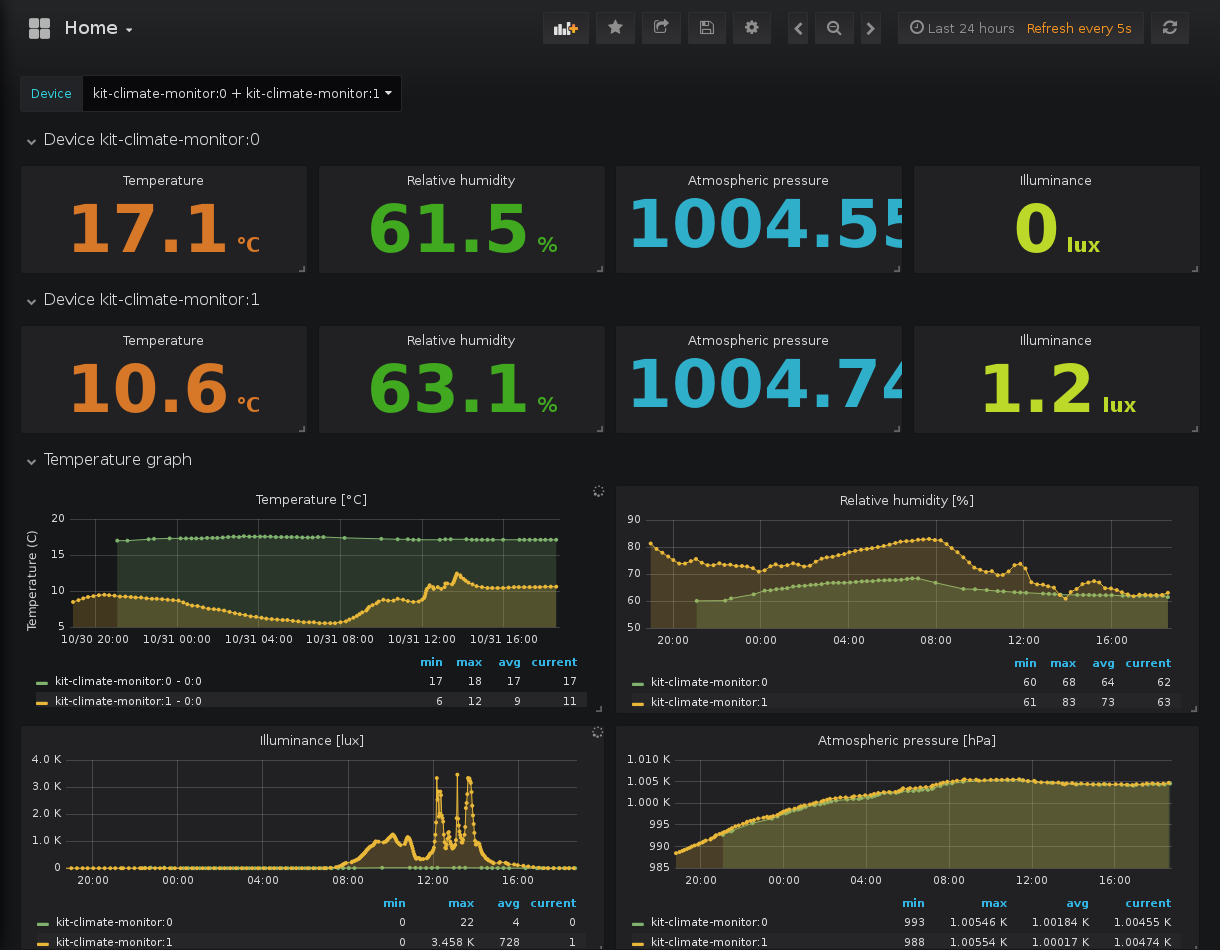 Home
Last 24 hours Refresh every 5s
Device kit-climate-monitor:0 + kit-climate-monitor:1
Device kit-climate-monitor:0
Temperature Relative humidity Atmospheric pressure Illuminance
17.1 °C 61.5 % 1004.55 0 lux
Device kit-climate-monitor:1
Temperature Relative humidity Atmospheric pressure Illuminance
10.6 °C 63.1 % 1004.74 1.2 lux
Temperature graph
Temperature [°C]
Temperature (C)
20
15
10
5
10/30 20:00 10/31 00:00 10/31 04:00 10/31 08:00 10/31 12:00 10/31 16:00
min max avg current
kit-climate-monitor:0 - 0:0 17 18 17 17
kit-climate-monitor:1 - 0:0 6 12 9 11
Relative humidity [%]
90
80
70
60
50
20:00 00:00 04:00 08:00 12:00 16:00
min max avg current
kit-climate-monitor:0 60 68 64 62
kit-climate-monitor:1 61 83 73 63
Illuminance [lux]
4.0 K
3.0 K
2.0 K
1.0 K
0
20:00 00:00 04:00 08:00 12:00 16:00
min max avg current
kit-climate-monitor:0 0 22 4 0
kit-climate-monitor:1 0 3.458 K 728 1
Atmospheric pressure [hPa]
1.010 K
1.005 K
1.000 K
995
990
985
20:00 00:00 04:00 08:00 12:00 16:00
min max avg current
kit-climate-monitor:0 993 1.00546 K 1.00184 K 1.00455 K
kit-climate-monitor:1 988 1.00554 K 1.00017 K 1.00474 K